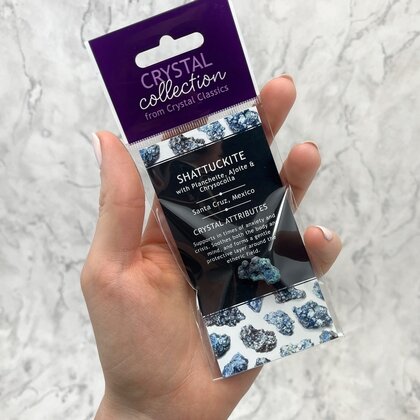 CRYSTAL
collection
from Crystal Classics
SHATTUCKITE
with Plancheite, Ajoite &
Chrysocolla
Santa Cruz, Mexico
CRYSTAL ATTRIBUTES
Supports in times of anxiety and
crisis. Soothes both the body and
mind, and forms a gentle
protective layer around the
etheric field.